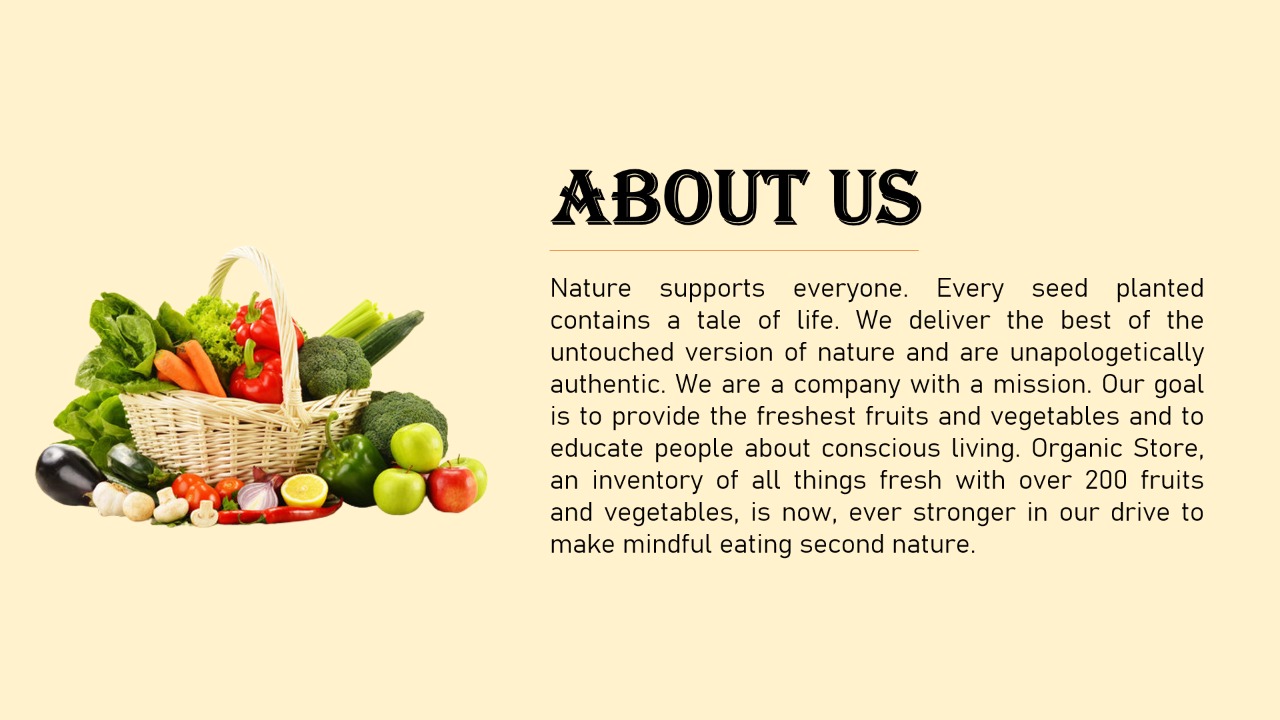 ABOUT US
Nature supports everyone. Every seed planted
contains a tale of life. We deliver the best of the
untouched version of nature and are unapologetically
authentic. We are a company with a mission. Our goal
is to provide the freshest fruits and vegetables and to
educate people about conscious living. Organic Store,
an inventory of all things fresh with over 200 fruits
and vegetables, is now, ever stronger in our drive to
make mindful eating second nature.